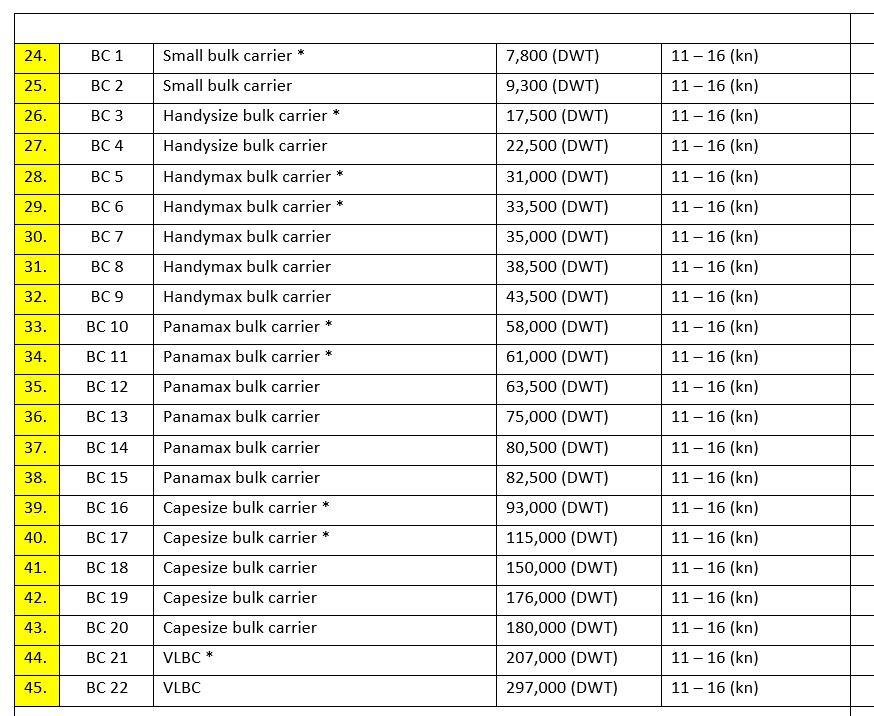 24. BC 1 Small bulk carrier * 7,800 (DWT) 11 – 16 (kn)
25. BC 2 Small bulk carrier 9,300 (DWT) 11 – 16 (kn)
26. BC 3 Handysize bulk carrier * 17,500 (DWT) 11 – 16 (kn)
27. BC 4 Handysize bulk carrier 22,500 (DWT) 11 – 16 (kn)
28. BC 5 Handymax bulk carrier * 31,000 (DWT) 11 – 16 (kn)
29. BC 6 Handymax bulk carrier * 33,500 (DWT) 11 – 16 (kn)
30. BC 7 Handymax bulk carrier 35,000 (DWT) 11 – 16 (kn)
31. BC 8 Handymax bulk carrier 38,500 (DWT) 11 – 16 (kn)
32. BC 9 Handymax bulk carrier 43,500 (DWT) 11 – 16 (kn)
33. BC 10 Panamax bulk carrier * 58,000 (DWT) 11 – 16 (kn)
34. BC 11 Panamax bulk carrier * 61,000 (DWT) 11 – 16 (kn)
35. BC 12 Panamax bulk carrier 63,500 (DWT) 11 – 16 (kn)
36. BC 13 Panamax bulk carrier 75,000 (DWT) 11 – 16 (kn)
37. BC 14 Panamax bulk carrier 80,500 (DWT) 11 – 16 (kn)
38. BC 15 Panamax bulk carrier 82,500 (DWT) 11 – 16 (kn)
39. BC 16 Capesize bulk carrier * 93,000 (DWT) 11 – 16 (kn)
40. BC 17 Capesize bulk carrier * 115,000 (DWT) 11 – 16 (kn)
41. BC 18 Capesize bulk carrier 150,000 (DWT) 11 – 16 (kn)
42. BC 19 Capesize bulk carrier 176,000 (DWT) 11 – 16 (kn)
43. BC 20 Capesize bulk carrier 180,000 (DWT) 11 – 16 (kn)
44. BC 21 VLBC * 207,000 (DWT) 11 – 16 (kn)
45. BC 22 VLBC 297,000 (DWT) 11 – 16 (kn)